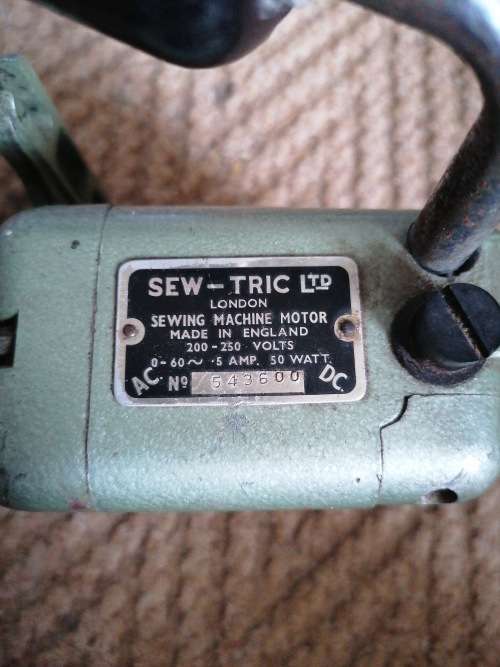 SEW-TRIC LTD
LONDON
SEWING MACHINE MOTOR
MADE IN ENGLAND
200-250 VOLTS
0-60~ ·5 AMP. 50 WATT.
AC. Nº 543600 DC.